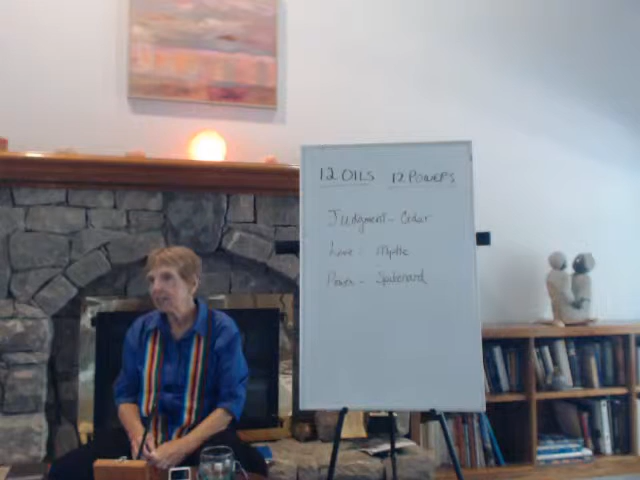 12 OILS 12 POWERS
Judgment - Cedar
Love - Myrtle
Power - Spikenard